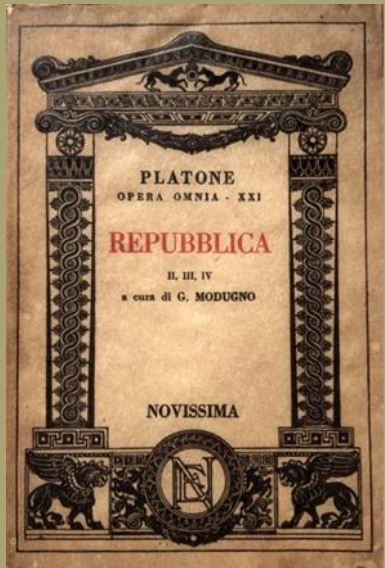 PLATONE
OPERA OMNIA - XXI
REPUBBLICA
II, III, IV
a cura di G. MODUGNO
NOVISSIMA